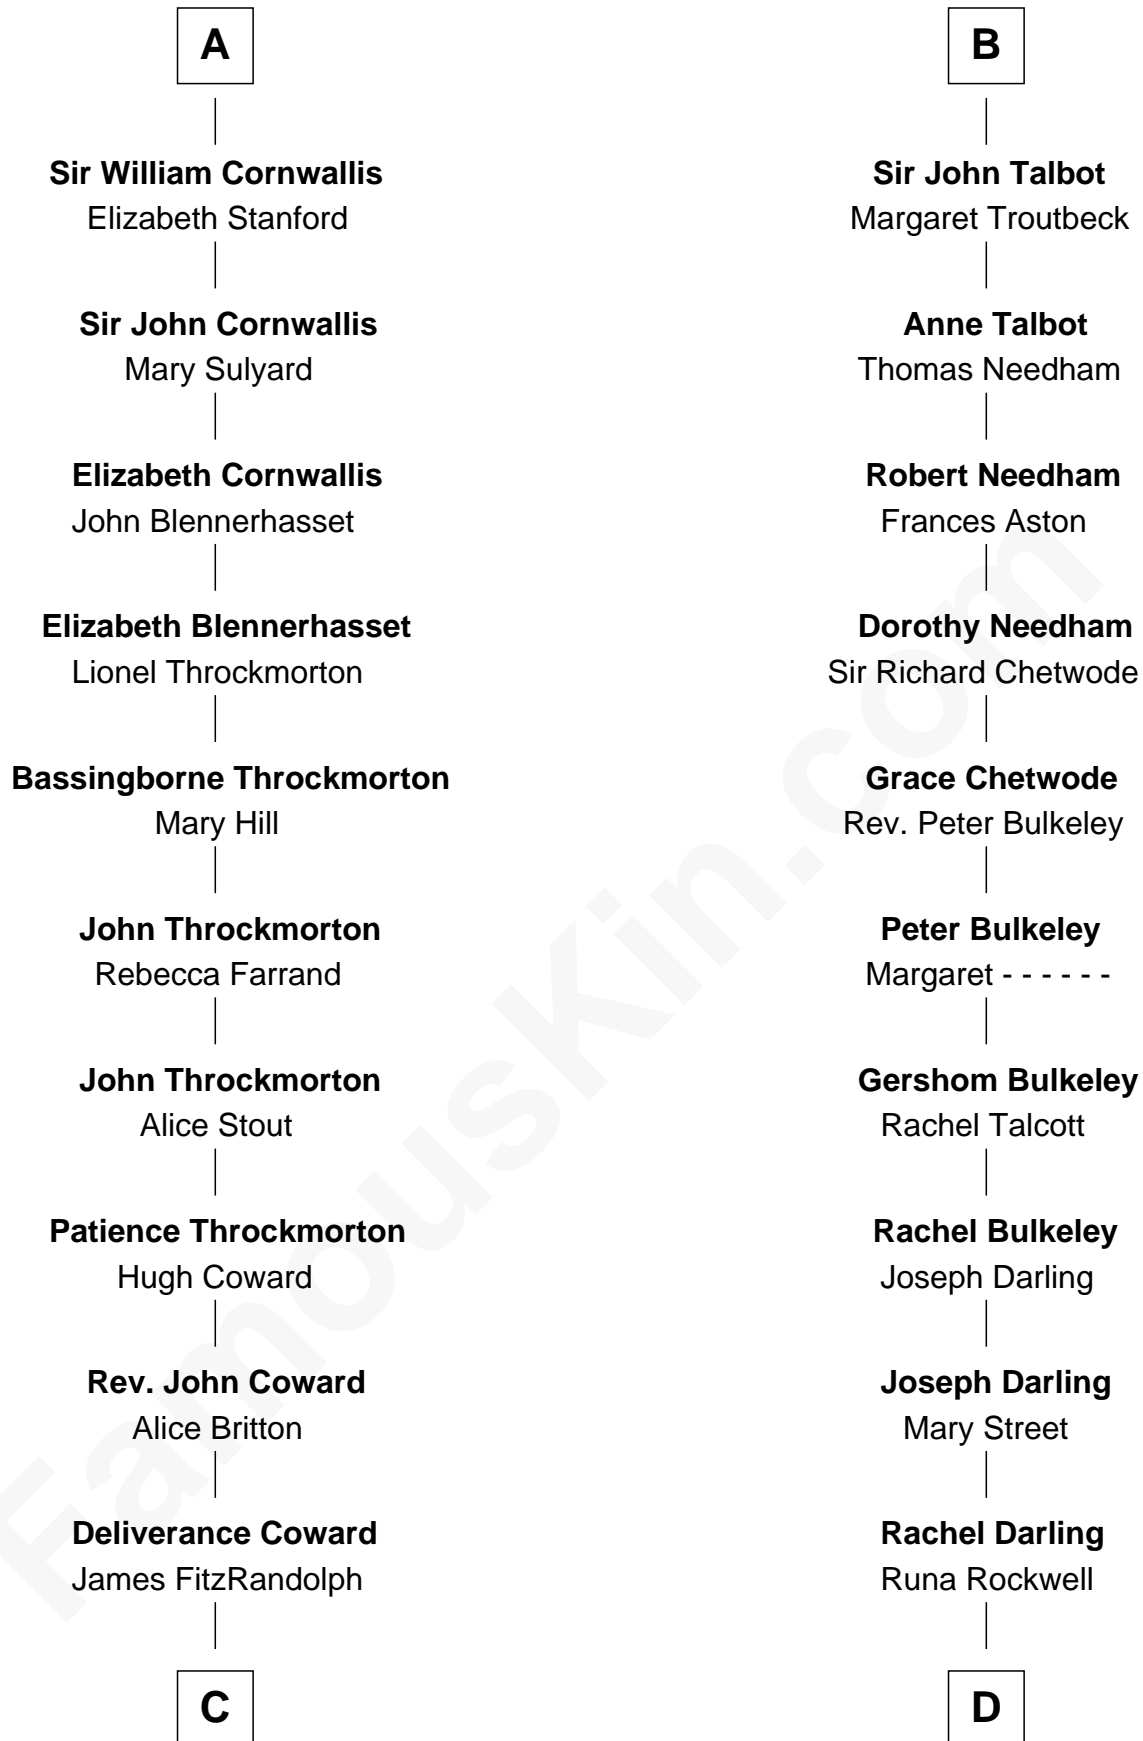 A
Sir William Cornwallis
Elizabeth Stanford
Sir John Cornwallis
Mary Sulyard
Elizabeth Cornwallis
John Blennerhasset
Elizabeth Blennerhasset
Lionel Throckmorton
Bassingborne Throckmorton
Mary Hill
John Throckmorton
Rebecca Farrand
John Throckmorton
Alice Stout
Patience Throckmorton
Hugh Coward
Rev. John Coward
Alice Britton
Deliverance Coward
James FitzRandolph
C
B
Sir John Talbot
Margaret Troutbeck
Anne Talbot
Thomas Needham
Robert Needham
Frances Aston
Dorothy Needham
Sir Richard Chetwode
Grace Chetwode
Rev. Peter Bulkeley
Peter Bulkeley
Margaret - - - - - -
Gershom Bulkeley
Rachel Talcott
Rachel Bulkeley
Joseph Darling
Joseph Darling
Mary Street
Rachel Darling
Runa Rockwell
D
FamousKin.com